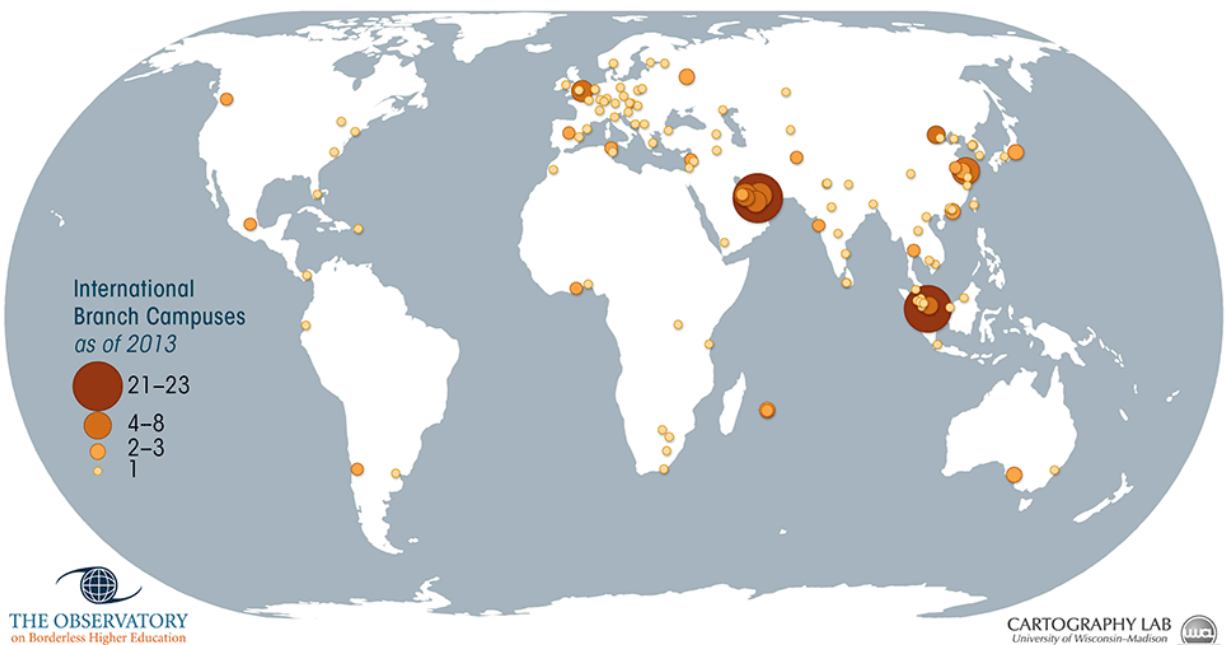 International
Branch Campuses
as of 2013
21–23
4–8
2–3
1
THE OBSERVATORY
on Borderless Higher Education
CARTOGRAPHY LAB
University of Wisconsin–Madison